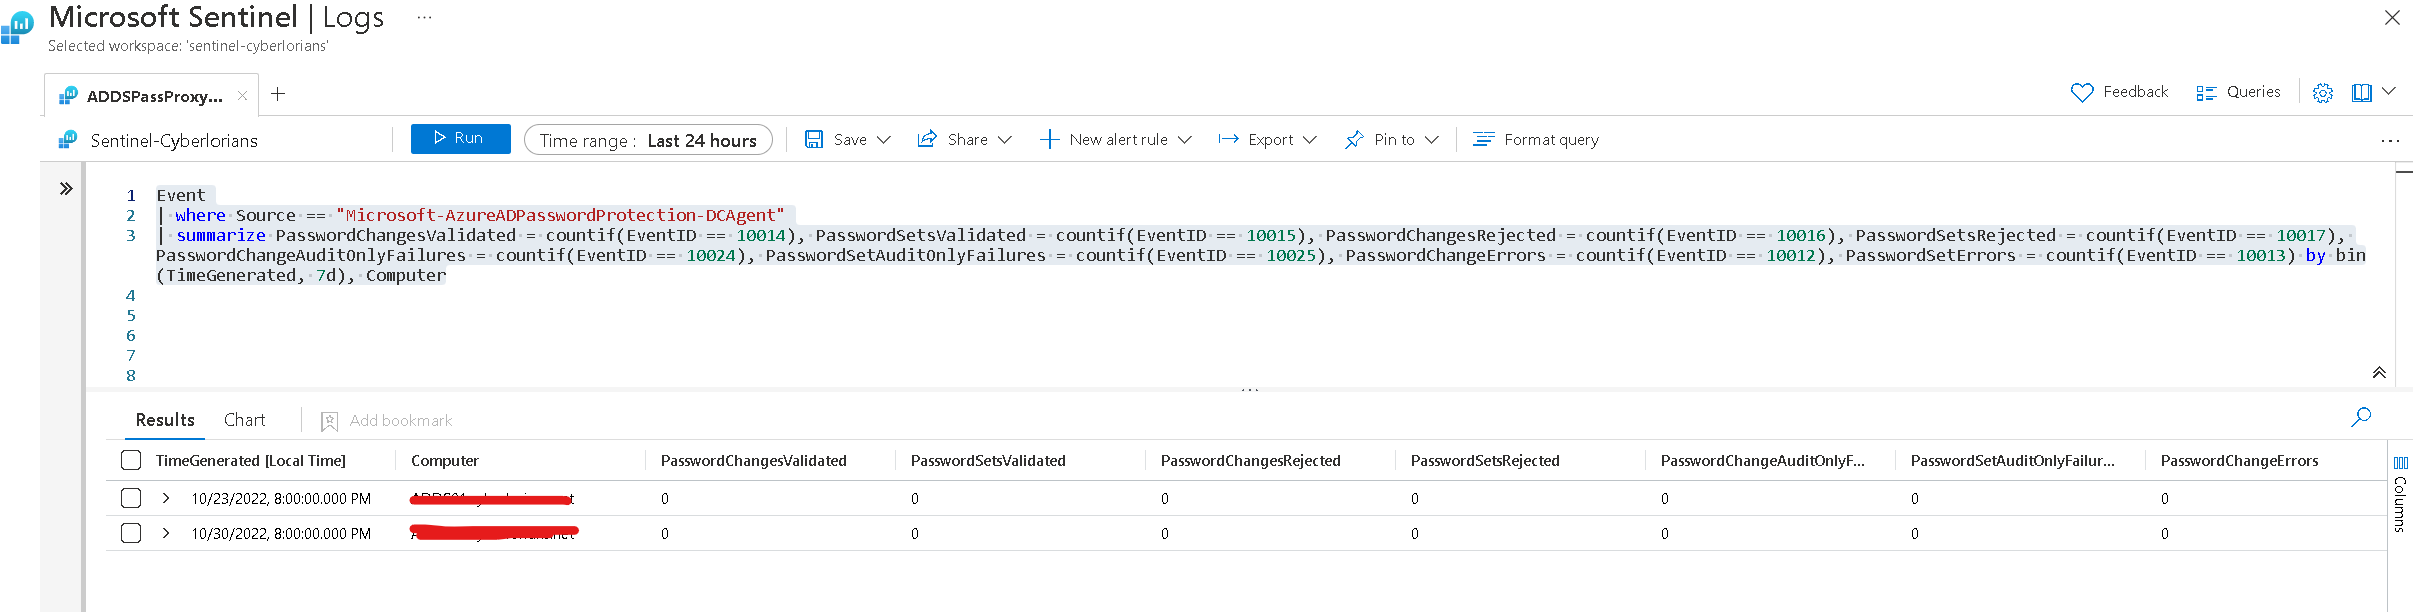 Microsoft Sentinel | Logs ...
Selected workspace: 'sentinel-cyberlorians'
ADDSPassProxy...
Feedback
Queries
Sentinel-Cyberlorians
Run
Time range : Last 24 hours
Save
Share
New alert rule
Export
Pin to
Format query
...
1 Event
2 | where Source == "Microsoft-AzureADPasswordProtection-DCAgent"
3 | summarize PasswordChangesValidated = countif(EventID == 10014), PasswordSetsValidated = countif(EventID == 10015), PasswordChangesRejected = countif(EventID == 10016), PasswordSetsRejected = countif(EventID == 10017),
PasswordChangeAuditOnlyFailures = countif(EventID == 10024), PasswordSetAuditOnlyFailures = countif(EventID == 10025), PasswordChangeErrors = countif(EventID == 10012), PasswordSetErrors = countif(EventID == 10013) by bin
(TimeGenerated, 7d), Computer
4
5
6
7
8
Results Chart Add bookmark
TimeGenerated [Local Time] Computer PasswordChangesValidated PasswordSetsValidated PasswordChangesRejected PasswordSetsRejected PasswordChangeAuditOnlyF... PasswordSetAuditOnlyFailur... PasswordChangeErrors
10/23/2022, 8:00:00.000 PM 0 0 0 0 0 0 0
10/30/2022, 8:00:00.000 PM 0 0 0 0 0 0 0
Columns